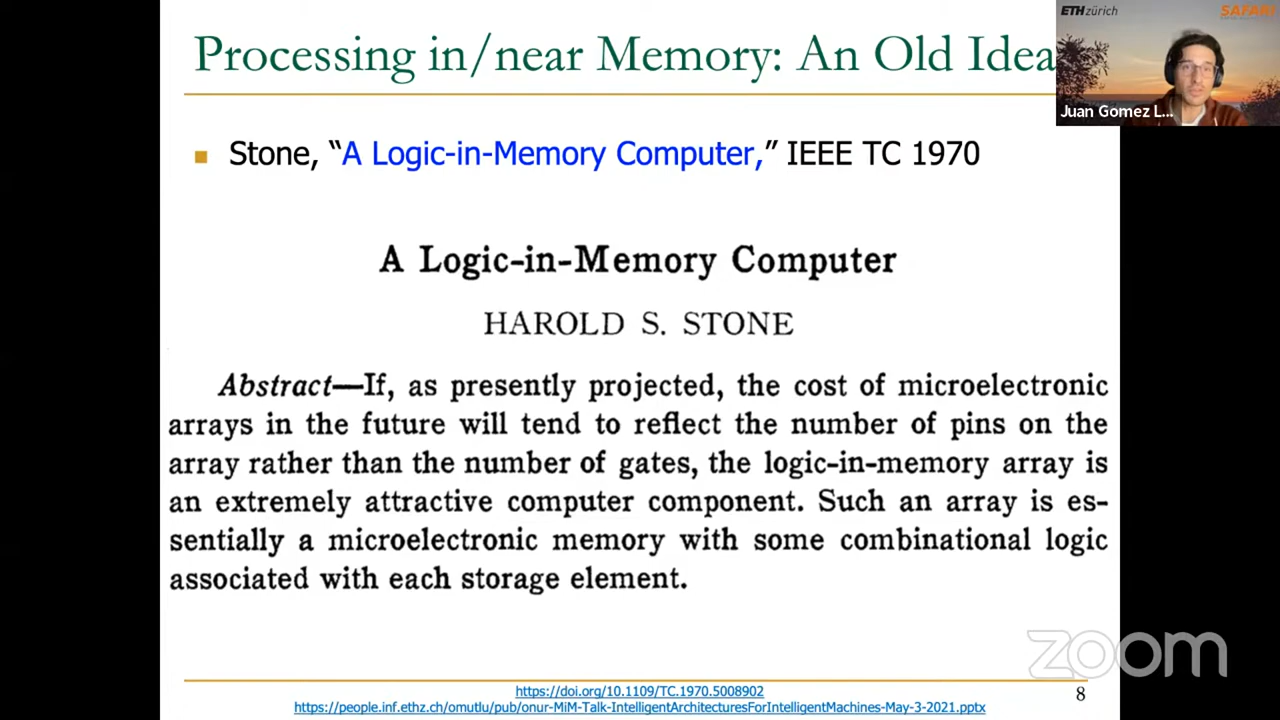 Processing in/near Memory: An Old Idea
ETH zürich
SAFARI
Juan Gomez L...
Stone, “A Logic-in-Memory Computer,” IEEE TC 1970
A Logic-in-Memory Computer
HAROLD S. STONE
Abstract—If, as presently projected, the cost of microelectronic
arrays in the future will tend to reflect the number of pins on the
array rather than the number of gates, the logic-in-memory array is
an extremely attractive computer component. Such an array is es-
sentially a microelectronic memory with some combinational logic
associated with each storage element.
zoom
https://doi.org/10.1109/TC.1970.5008902
8
https://people.inf.ethz.ch/omutlu/pub/onur-MiM-Talk-IntelligentArchitecturesForIntelligentMachines-May-3-2021.pptx